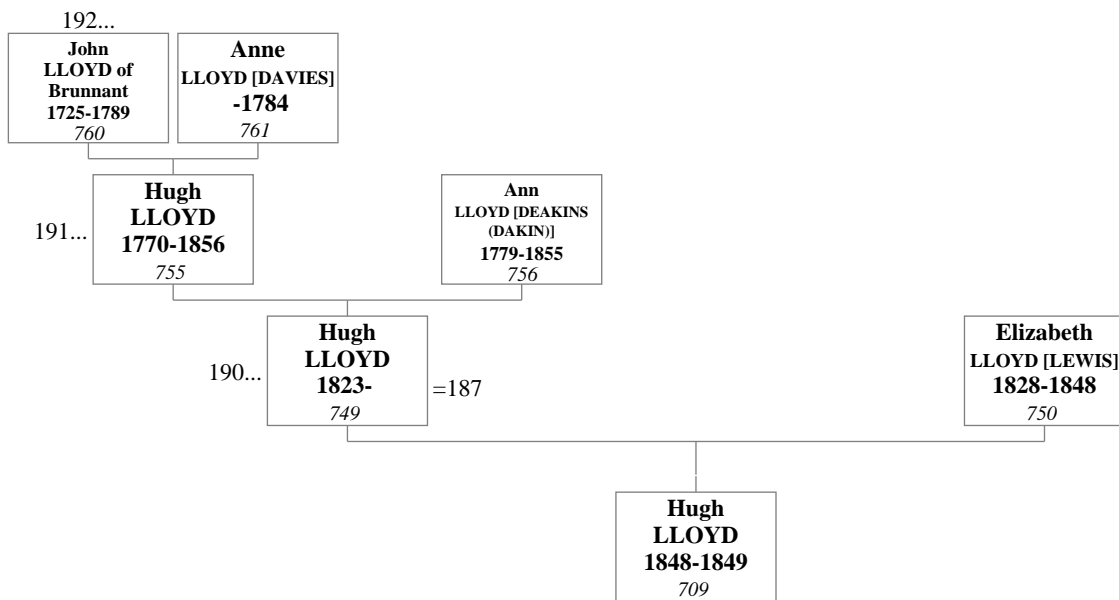 192...
John
LLOYD of
Brunnant
1725-1789
760
Anne
LLOYD [DAVIES]
-1784
761
191...
Hugh
LLOYD
1770-1856
755
Ann
LLOYD [DEAKINS
(DAKIN)]
1779-1855
756
190...
Hugh
LLOYD
1823-
749
=187
Elizabeth
LLOYD [LEWIS]
1828-1848
750
Hugh
LLOYD
1848-1849
709